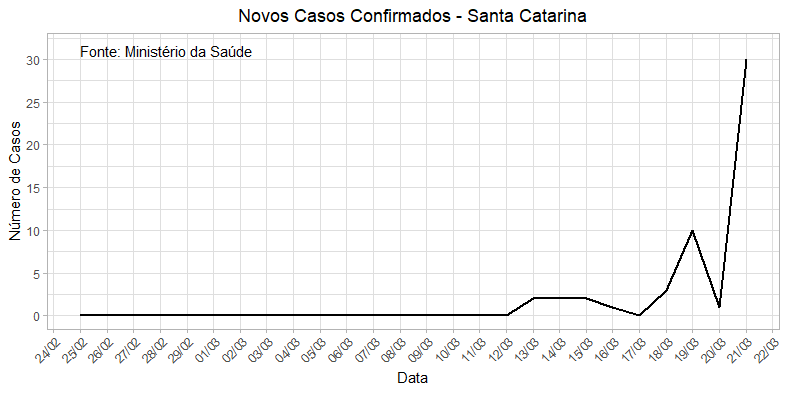 Novos Casos Confirmados - Santa Catarina
Fonte: Ministério da Saúde
Número de Casos
30
25
20
15
10
5
0
24/02 25/02 26/02 27/02 28/02 29/02 01/03 02/03 03/03 04/03 05/03 06/03 07/03 08/03 09/03 10/03 11/03 12/03 13/03 14/03 15/03 16/03 17/03 18/03 19/03 20/03 21/03 22/03
Data